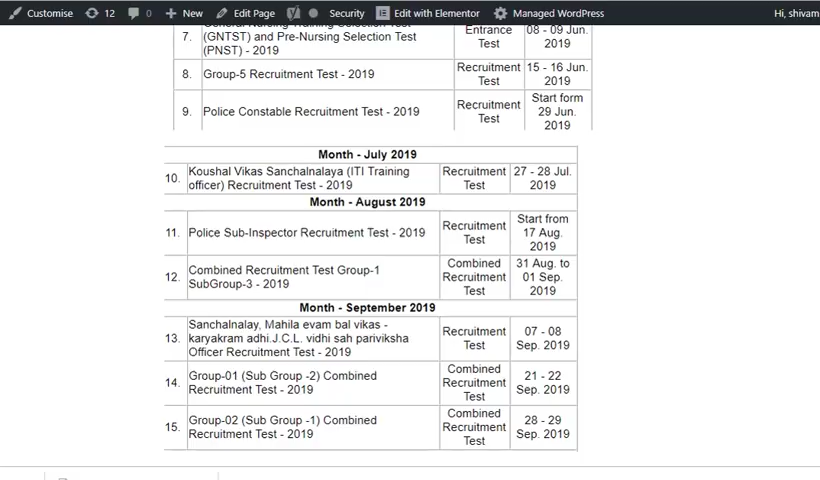 Customise 12 0 New Edit Page Security Edit with Elementor Managed WordPress Hi, shivam
General Nursing Training Selection Test Entrance 08 - 09 Jun.
7. (GNTST) and Pre-Nursing Selection Test Test 2019
(PNST) - 2019
8. Group-5 Recruitment Test - 2019 Recruitment Test 15 - 16 Jun. 2019
9. Police Constable Recruitment Test - 2019 Recruitment Test Start form 29 Jun. 2019
Month - July 2019
Koushal Vikas Sanchalnalaya (ITI Training Recruitment 27 - 28 Jul.
10. officer) Recruitment Test - 2019 Test 2019
Month - August 2019
11. Police Sub-Inspector Recruitment Test - 2019 Recruitment Test Start from 17 Aug. 2019
12. Combined Recruitment Test Group-1 SubGroup-3 - 2019 Combined Recruitment Test 31 Aug. to 01 Sep. 2019
Month - September 2019
Sanchalnalay, Mahila evam bal vikas -
13. karyakram adhi.J.C.L. vidhi sah pariviksha Recruitment Test 07 - 08 Sep. 2019
Officer Recruitment Test - 2019
14. Group-01 (Sub Group -2) Combined Recruitment Test - 2019 Combined Recruitment Test 21 - 22 Sep. 2019
15. Group-02 (Sub Group -1) Combined Recruitment Test - 2019 Combined Recruitment Test 28 - 29 Sep. 2019